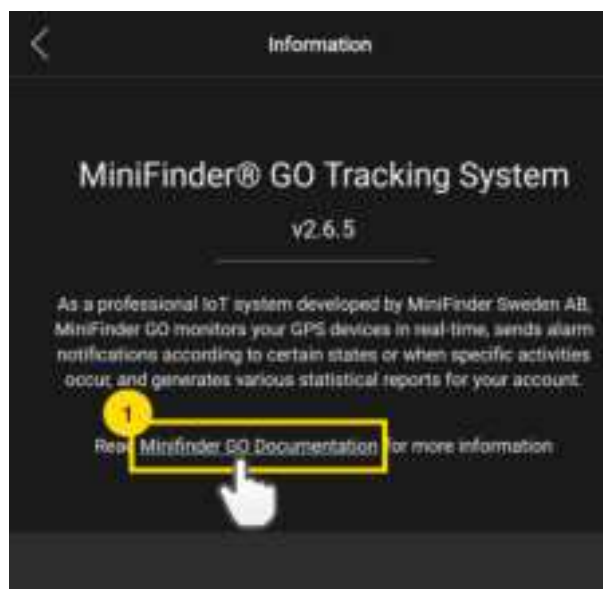 Information
MiniFinder® GO Tracking System
v2.6.5
As a professional IoT system developed by MiniFinder Sweden AB,
MiniFinder GO monitors your GPS devices in real-time, sends alarm
notifications according to certain states or when specific activities
occur, and generates various statistical reports for your account.
1
Read Minifinder GO Documentation for more information